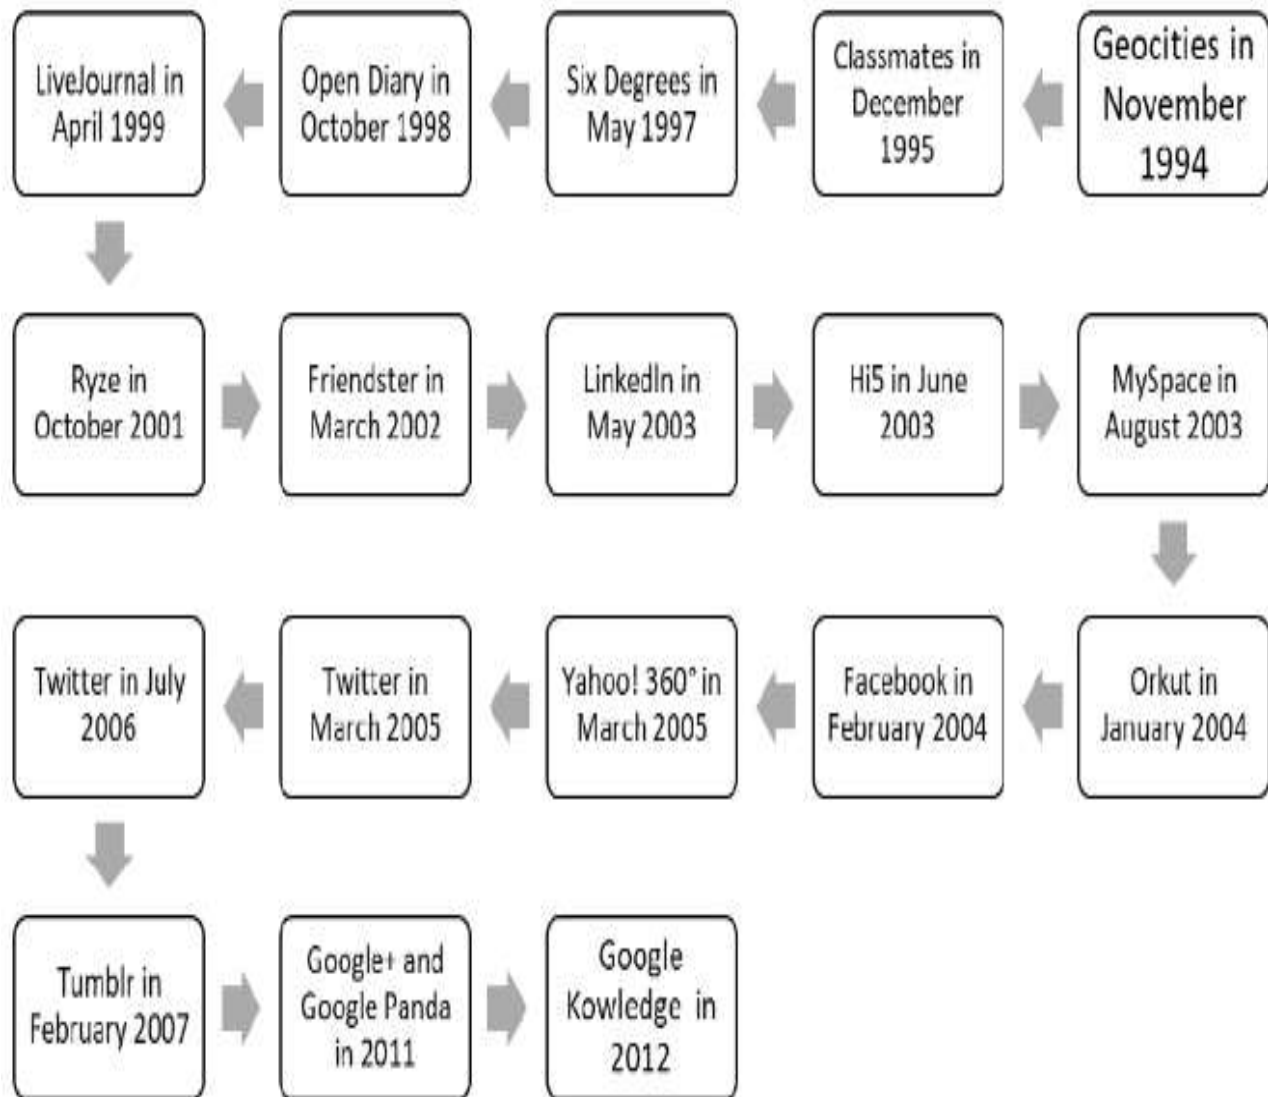 Geocities in
November
1994
Classmates in
December
1995
Six Degrees in
May 1997
Open Diary in
October 1998
LiveJournal in
April 1999
Ryze in
October 2001
Friendster in
March 2002
LinkedIn in
May 2003
Hi5 in June
2003
MySpace in
August 2003
Orkut in
January 2004
Facebook in
February 2004
Yahoo! 360° in
March 2005
Twitter in
March 2005
Twitter in July
2006
Tumblr in
February 2007
Google+ and
Google Panda
in 2011
Google
Kowledge in
2012